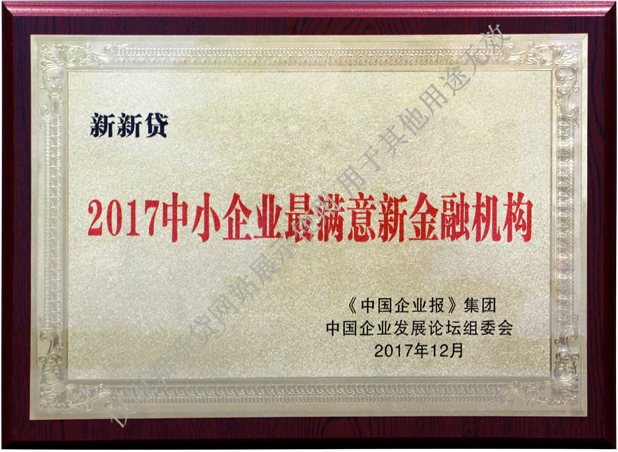 新新贷
2017中小企业最满意新金融机构
《中国企业报》集团
中国企业发展论坛组委会
2017年12月
贷网站展示使用 用于其他用途无效